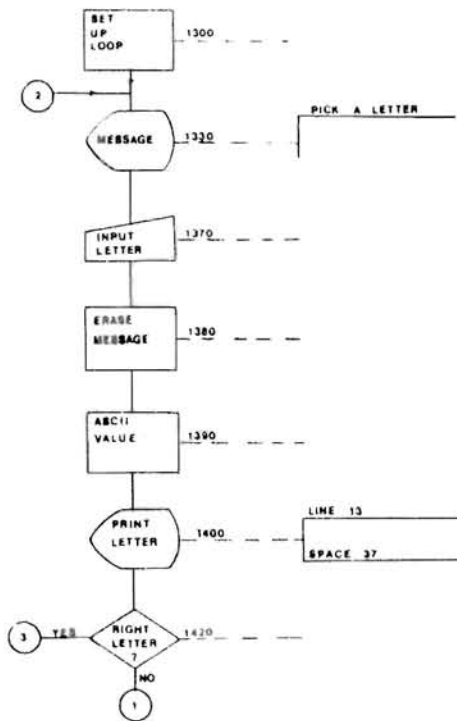 SET
UP
LOOP
1300
2
MESSAGE
1330
PICK A LETTER
INPUT
LETTER
1370
ERASE
MESSAGE
1380
ASCII
VALUE
1390
PRINT
LETTER
1400
LINE 13
SPACE 37
3
YES
RIGHT
LETTER
?
1420
NO
1